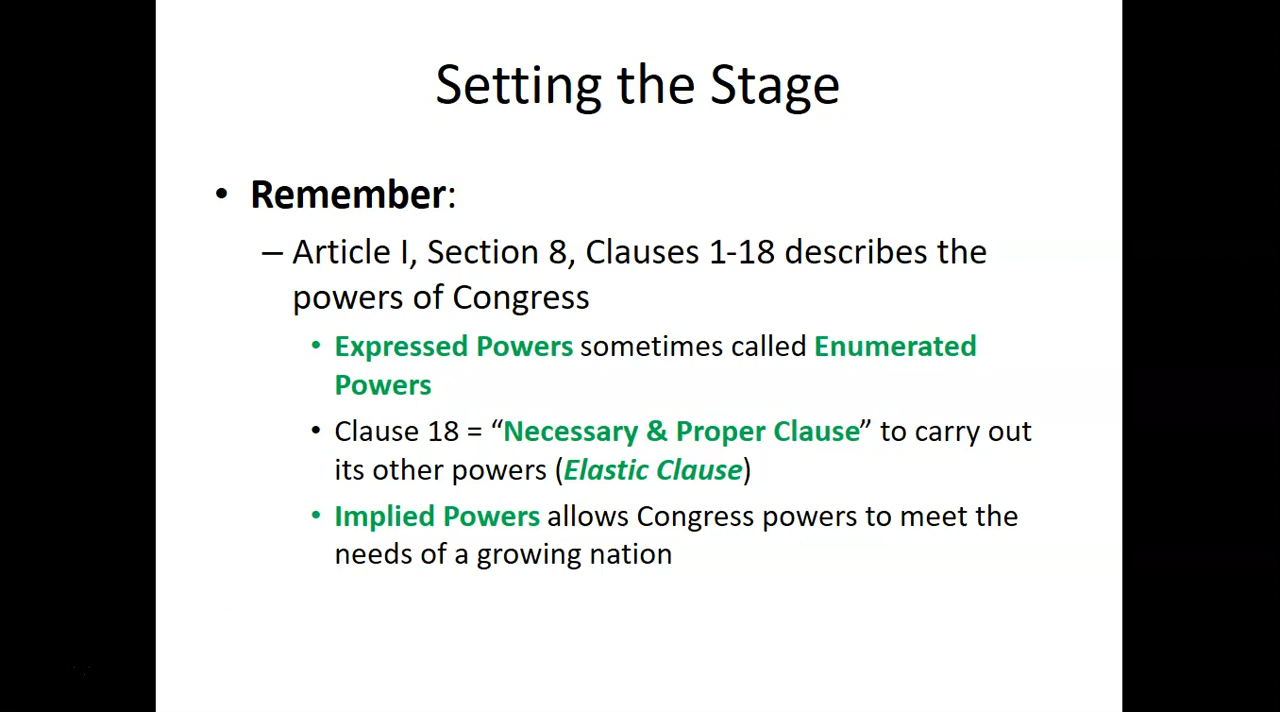 Setting the Stage
• Remember:
– Article I, Section 8, Clauses 1-18 describes the
powers of Congress
• Expressed Powers sometimes called Enumerated
Powers
• Clause 18 = “Necessary & Proper Clause” to carry out
its other powers (Elastic Clause)
• Implied Powers allows Congress powers to meet the
needs of a growing nation